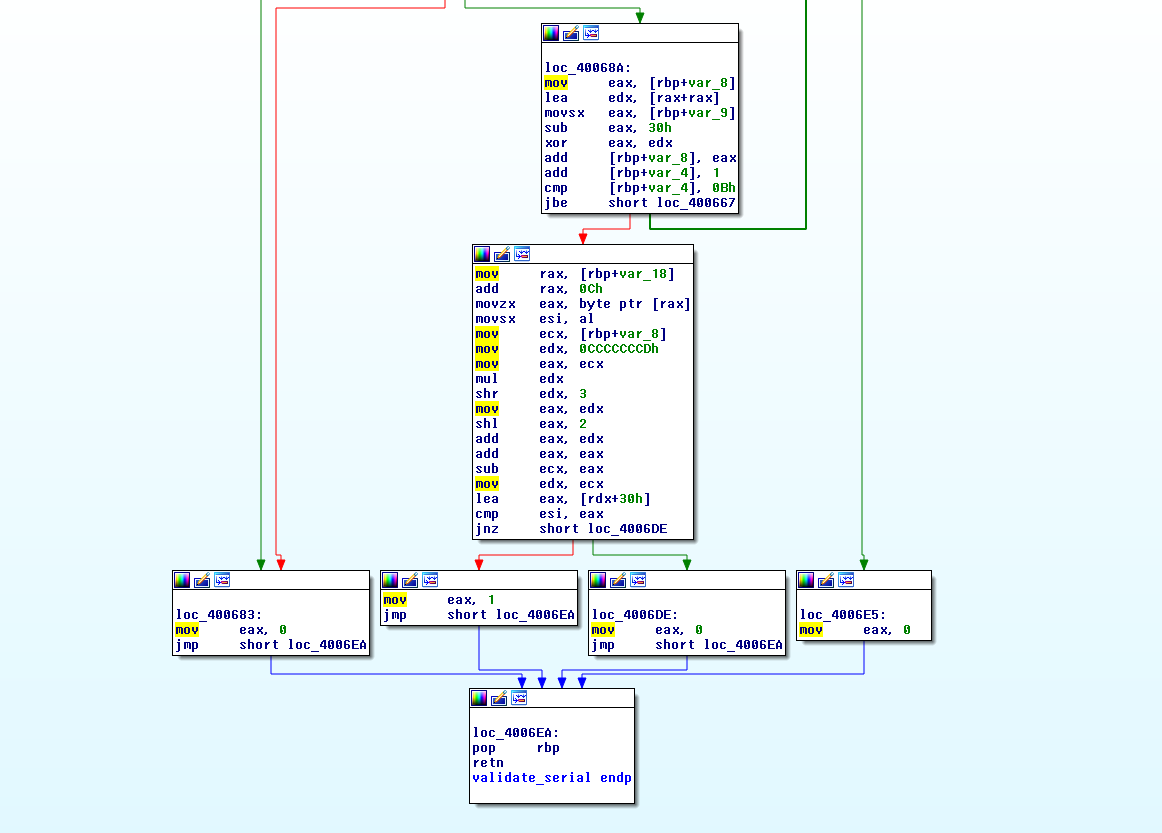 loc_40068A:
mov eax, [rbp+var_8]
lea edx, [rax+rax]
movsx eax, [rbp+var_9]
sub eax, 30h
xor eax, edx
add [rbp+var_8], eax
add [rbp+var_4], 1
cmp [rbp+var_4], 0Bh
jbe short loc_400667
mov rax, [rbp+var_18]
add rax, 0Ch
movzx eax, byte ptr [rax]
movsx esi, al
mov ecx, [rbp+var_8]
mov edx, 0CCCCCCCDh
mov eax, ecx
mul edx
shr edx, 3
mov eax, edx
shl eax, 2
add eax, edx
add eax, eax
sub ecx, eax
mov edx, ecx
lea eax, [rdx+30h]
cmp esi, eax
jnz short loc_4006DE
loc_400683:
mov eax, 0
jmp short loc_4006EA
mov eax, 1
jmp short loc_4006EA
loc_4006DE:
mov eax, 0
jmp short loc_4006EA
loc_4006E5:
mov eax, 0
loc_4006EA:
pop rbp
retn
validate_serial endp